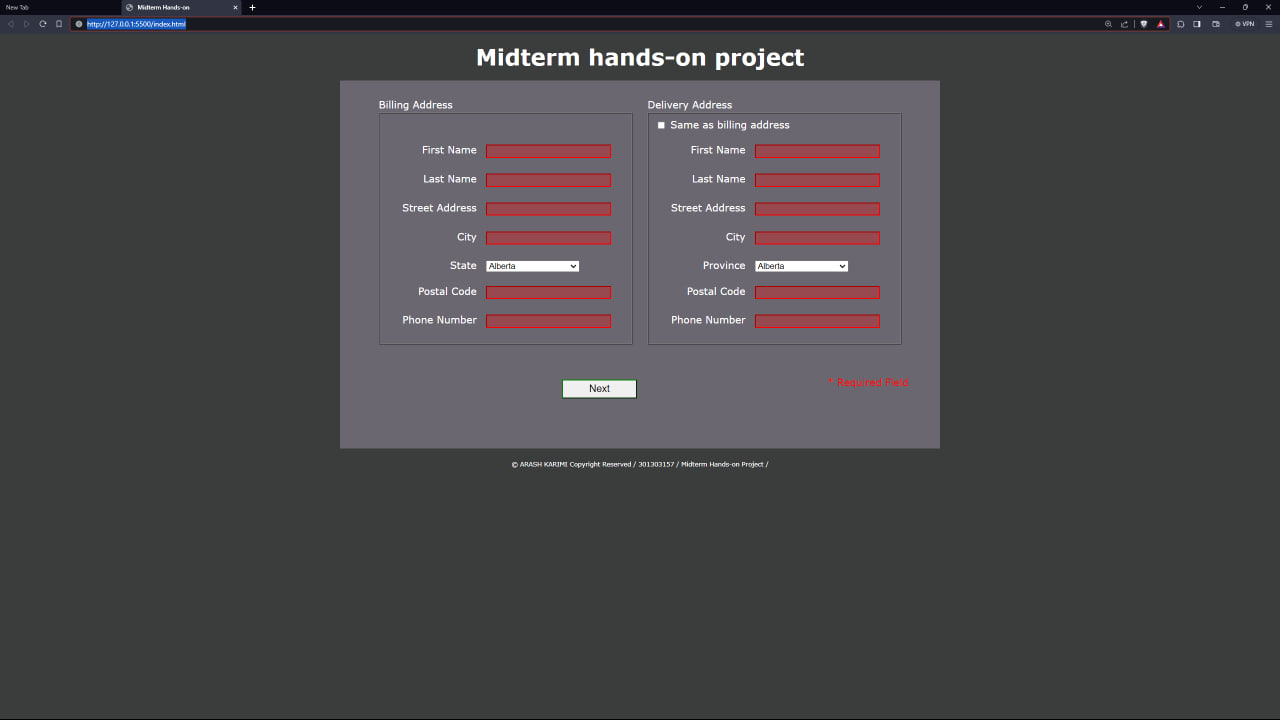 New Tab
Midterm Hands-on
http://127.0.0.1:5500/index.html
VPN
Midterm hands-on project
Billing Address
First Name
Last Name
Street Address
City
State Alberta
Postal Code
Phone Number
Delivery Address
Same as billing address
First Name
Last Name
Street Address
City
Province Alberta
Postal Code
Phone Number
Next
* Required Field
© ARASH KARIMI Copyright Reserved / 301303157 / Midterm Hands-on Project /